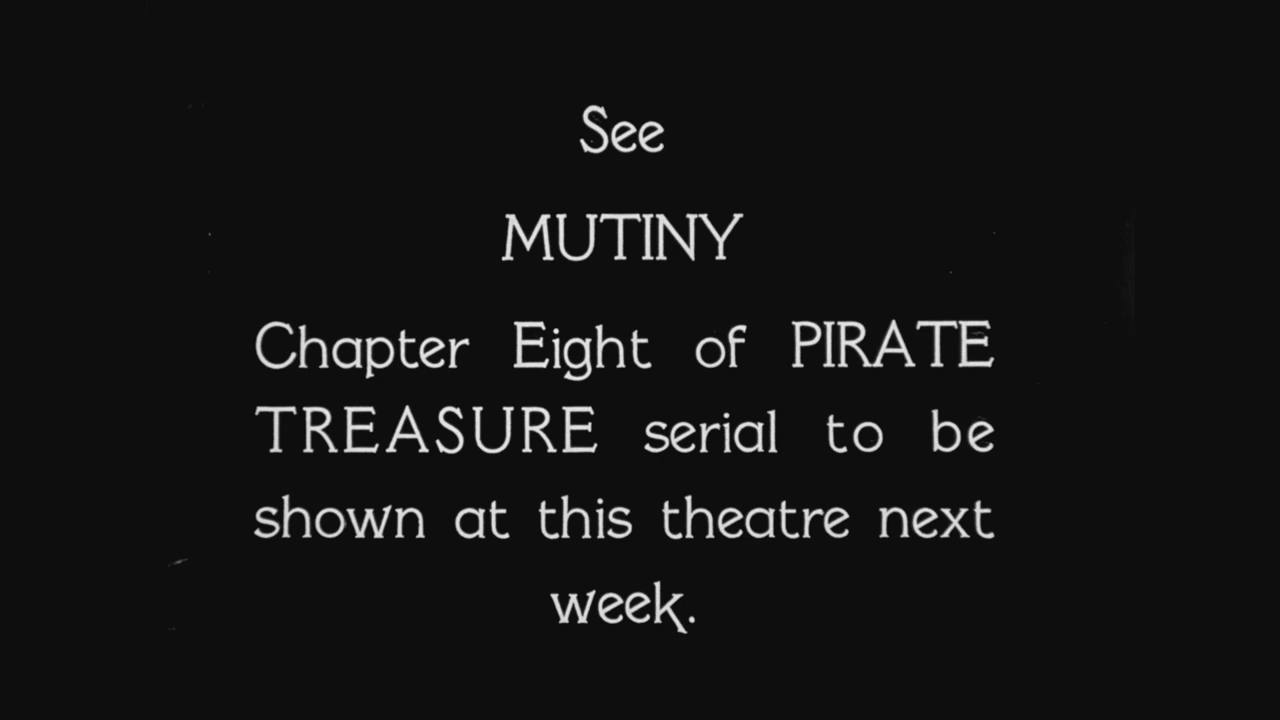 See
MUTINY
Chapter Eight of PIRATE
TREASURE serial to be
shown at this theatre next
week.